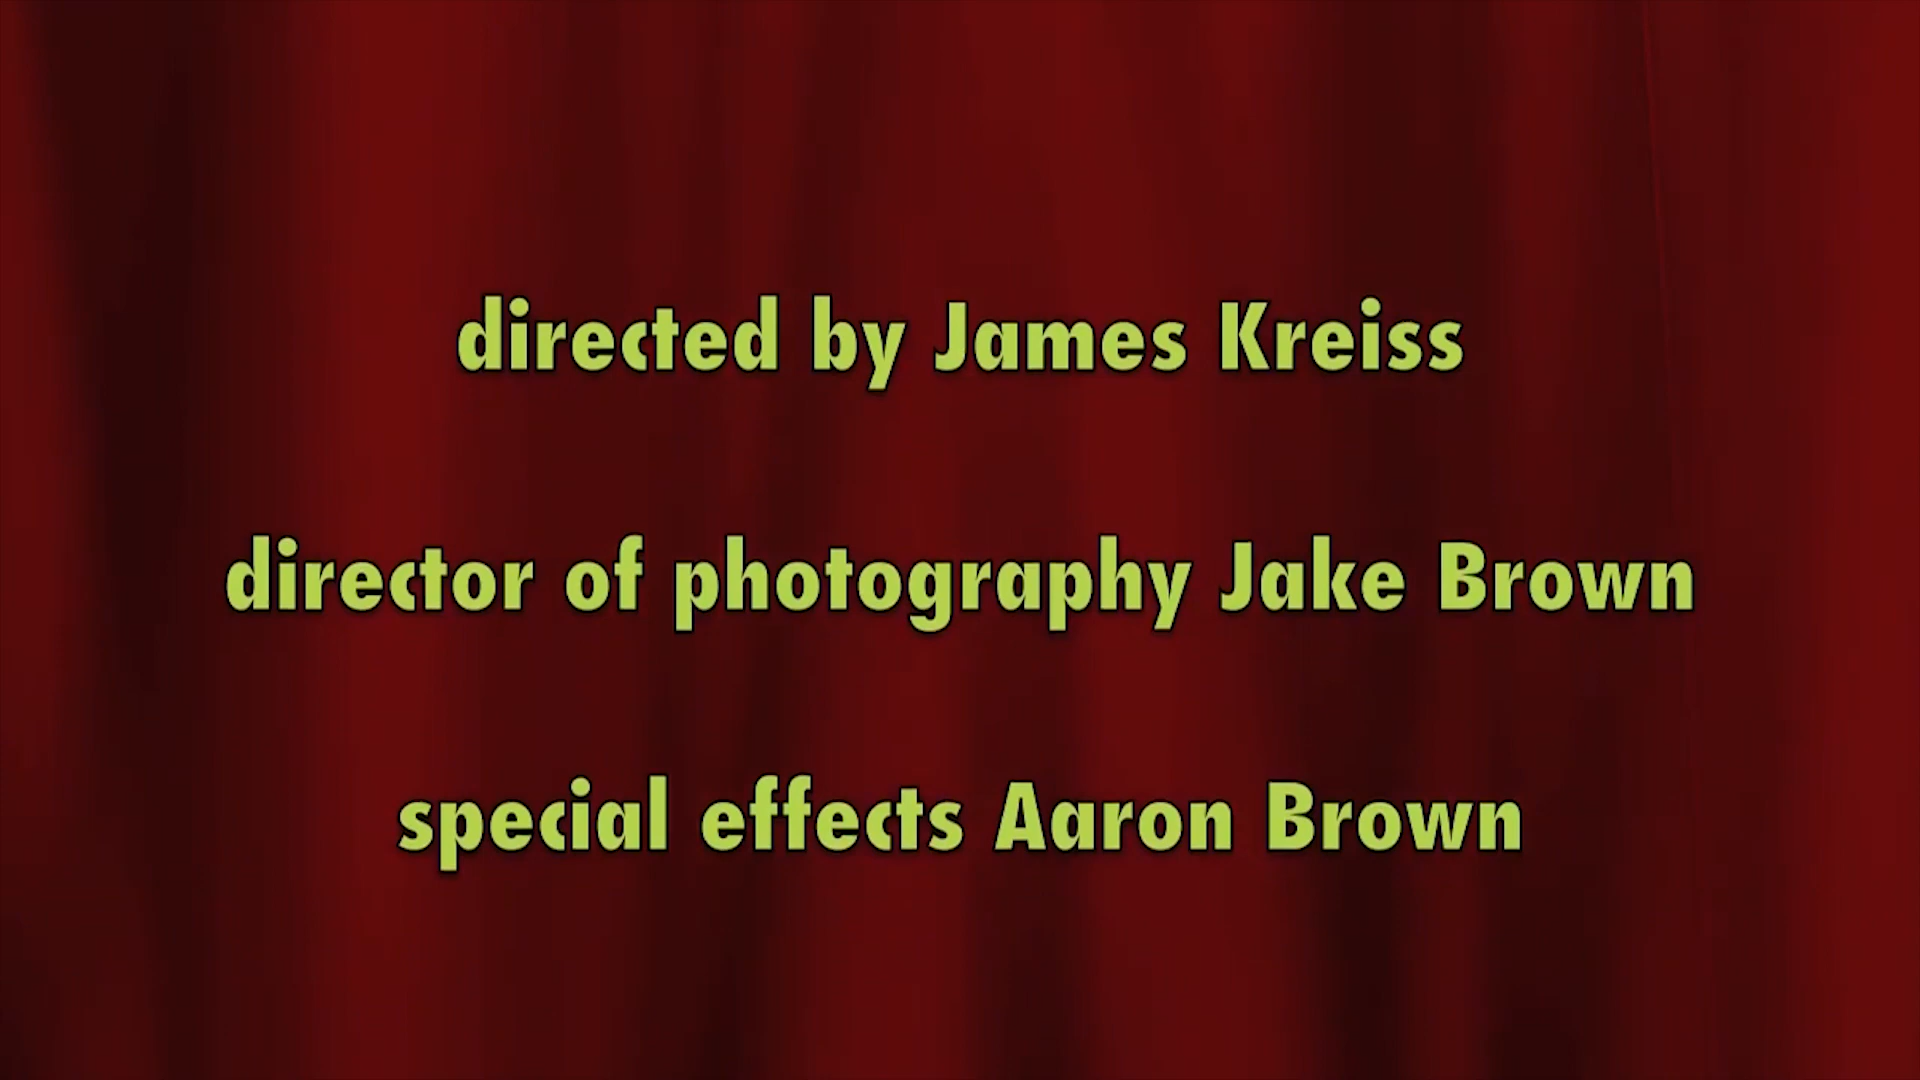 directed by James Kreiss
director of photography Jake Brown
special effects Aaron Brown